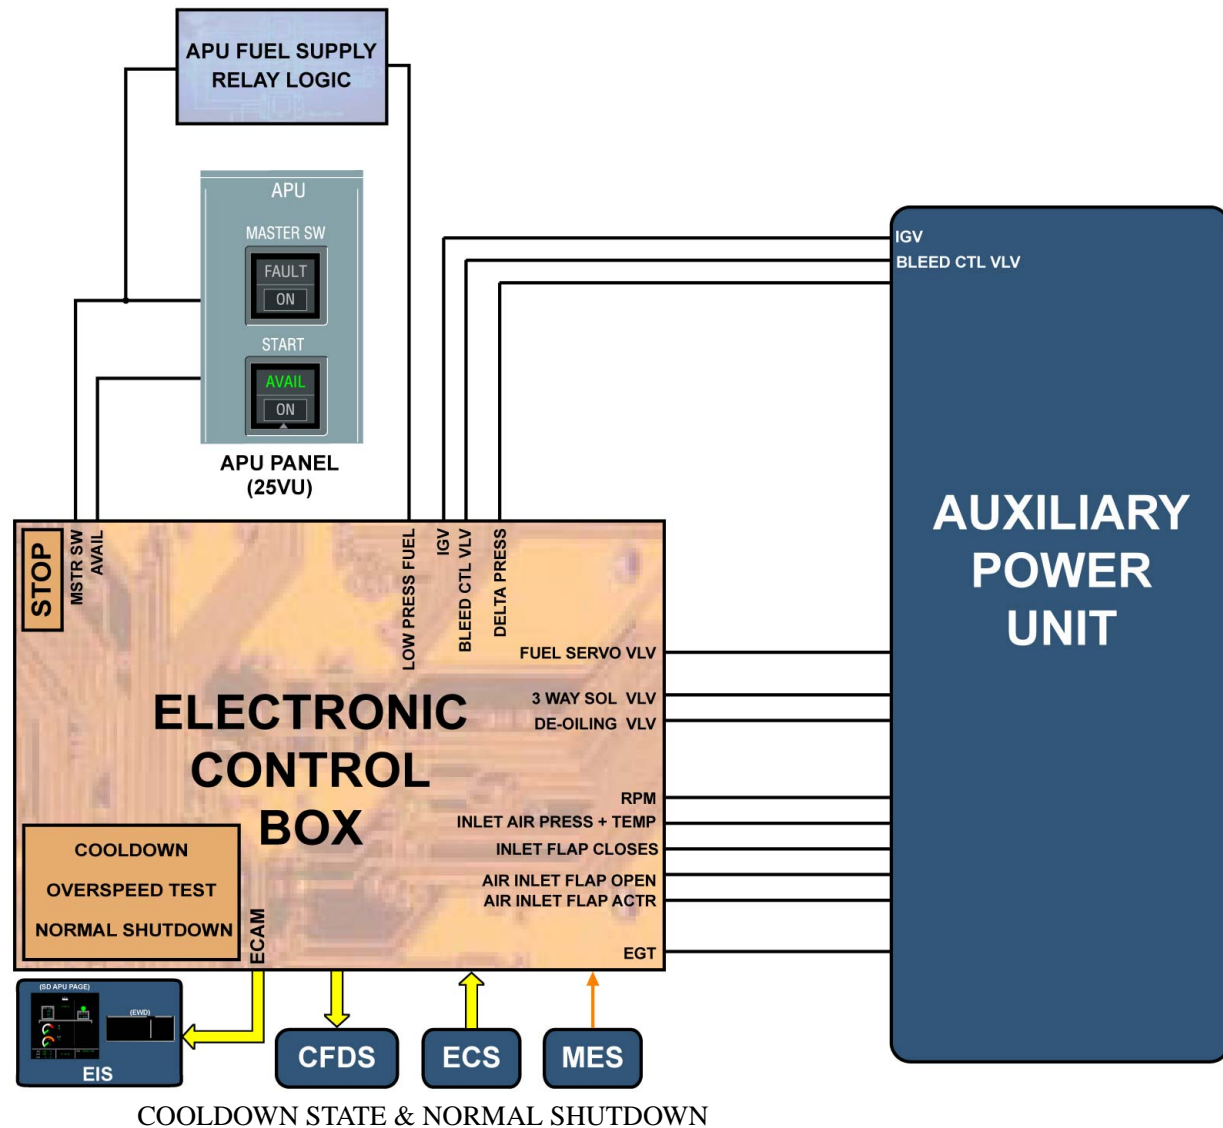 APU FUEL SUPPLY
RELAY LOGIC
APU
MASTER SW
FAULT
ON
START
AVAIL
ON
APU PANEL
(25VU)
STOP
MSTR SW
AVAIL
LOW PRESS FUEL
IGV
BLEED CTL VLV
DELTA PRESS
IGV
BLEED CTL VLV
AUXILIARY
POWER
UNIT
FUEL SERVO VLV
3 WAY SOL VLV
DE-OILING VLV
ELECTRONIC
CONTROL
BOX
RPM
INLET AIR PRESS + TEMP
INLET FLAP CLOSES
AIR INLET FLAP OPEN
AIR INLET FLAP ACTR
EGT
COOLDOWN
OVERSPEED TEST
NORMAL SHUTDOWN
ECAM
(SD APU PAGE)
(EWD)
EIS
CFDS
ECS
MES
COOLDOWN STATE & NORMAL SHUTDOWN